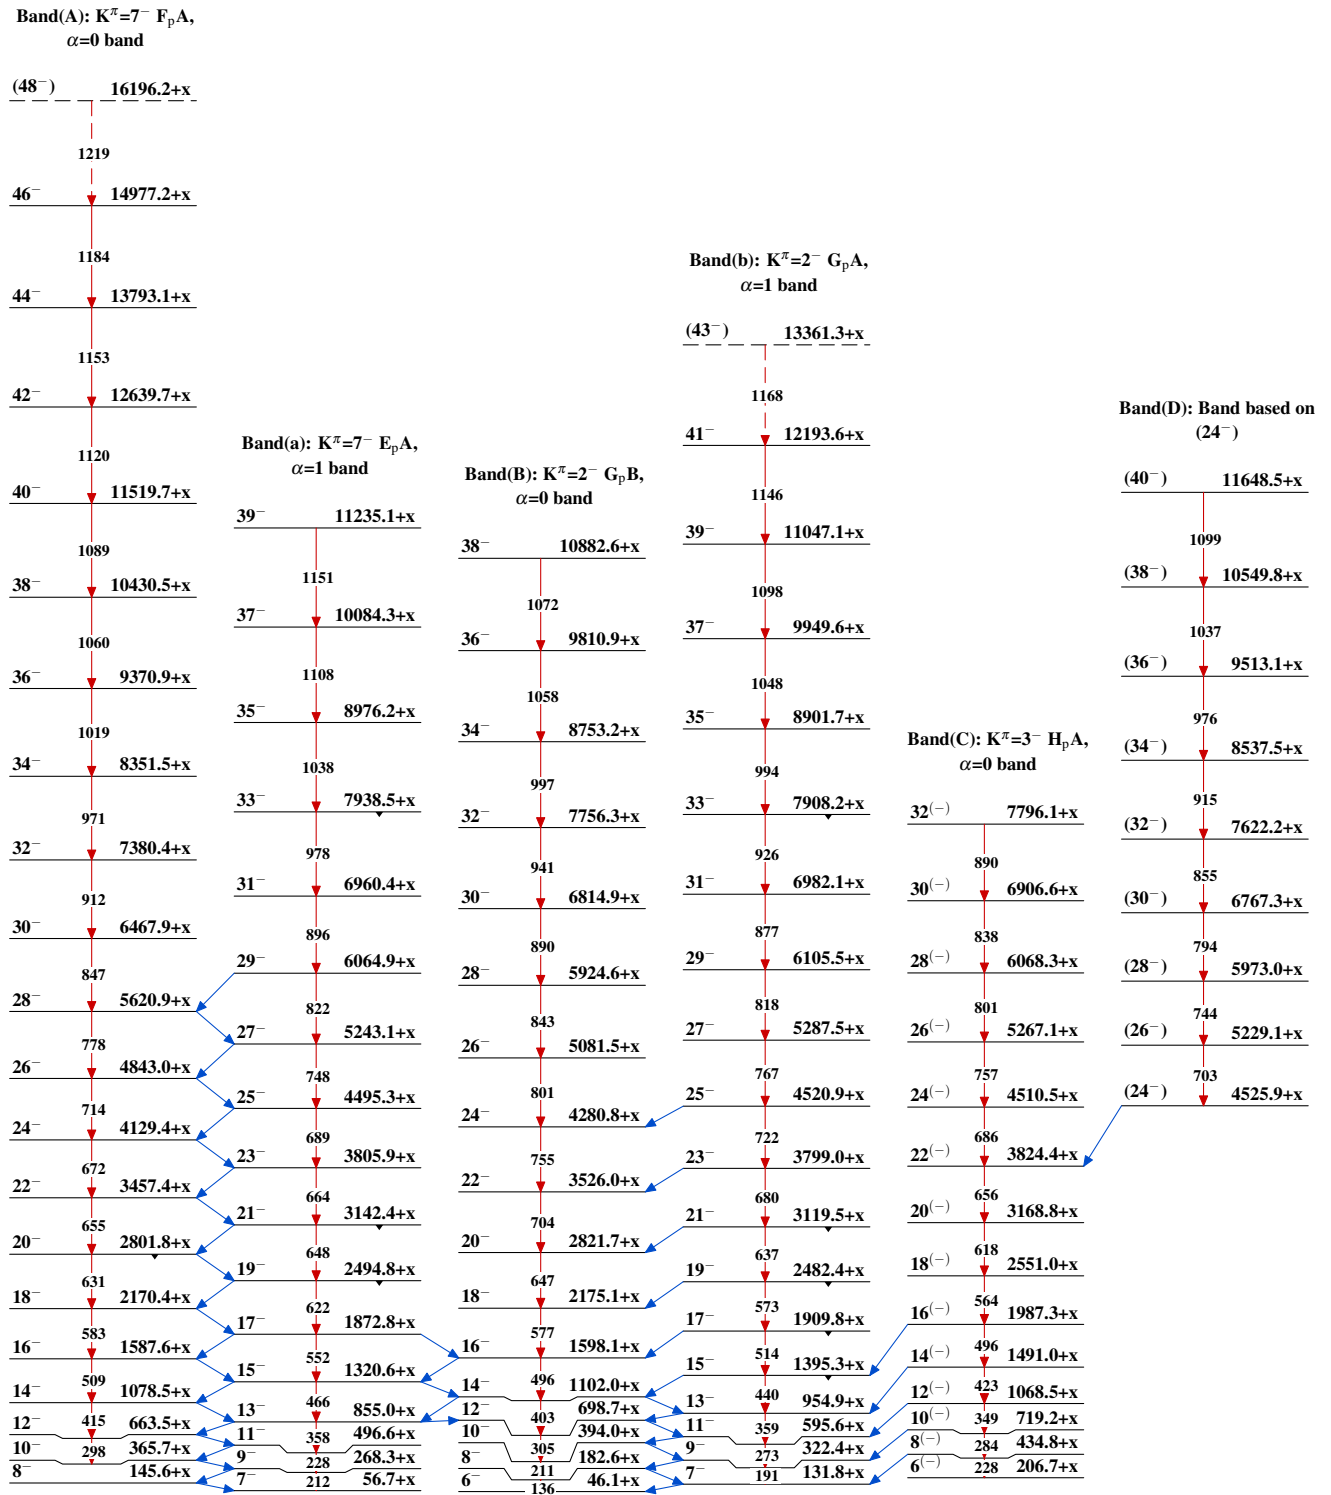 Band(A): Kπ=7− FpA,
α=0 band
(48−) 16196.2+x
1219
46− 14977.2+x
1184
44− 13793.1+x
1153
42− 12639.7+x
1120
40− 11519.7+x
1089
38− 10430.5+x
1060
36− 9370.9+x
1019
34− 8351.5+x
971
32− 7380.4+x
912
30− 6467.9+x
847
28− 5620.9+x
778
26− 4843.0+x
714
24− 4129.4+x
672
22− 3457.4+x
655
20− 2801.8+x
631
18− 2170.4+x
583
16− 1587.6+x
509
14− 1078.5+x
415
12− 663.5+x
298
10− 365.7+x
8− 145.6+x
Band(a): Kπ=7− EpA,
α=1 band
39− 11235.1+x
1151
37− 10084.3+x
1108
35− 8976.2+x
1038
33− 7938.5+x
978
31− 6960.4+x
896
29− 6064.9+x
822
27− 5243.1+x
748
25− 4495.3+x
689
23− 3805.9+x
664
21− 3142.4+x
648
19− 2494.8+x
622
17− 1872.8+x
552
15− 1320.6+x
466
13− 855.0+x
358
11− 496.6+x
228
9− 268.3+x
212
7− 56.7+x
Band(B): Kπ=2− GpB,
α=0 band
38− 10882.6+x
1072
36− 9810.9+x
1058
34− 8753.2+x
997
32− 7756.3+x
941
30− 6814.9+x
890
28− 5924.6+x
843
26− 5081.5+x
801
24− 4280.8+x
755
22− 3526.0+x
704
20− 2821.7+x
647
18− 2175.1+x
577
16− 1598.1+x
496
14− 1102.0+x
403
12− 698.7+x
305
10− 394.0+x
211
8− 182.6+x
136
6− 46.1+x
Band(b): Kπ=2− GpA,
α=1 band
(43−) 13361.3+x
1168
41− 12193.6+x
1146
39− 11047.1+x
1098
37− 9949.6+x
1048
35− 8901.7+x
994
33− 7908.2+x
926
31− 6982.1+x
877
29− 6105.5+x
818
27− 5287.5+x
767
25− 4520.9+x
722
23− 3799.0+x
680
21− 3119.5+x
637
19− 2482.4+x
573
17− 1909.8+x
514
15− 1395.3+x
440
13− 954.9+x
359
11− 595.6+x
273
9− 322.4+x
191
7− 131.8+x
Band(C): Kπ=3− HpA,
α=0 band
32(−) 7796.1+x
890
30(−) 6906.6+x
838
28(−) 6068.3+x
801
26(−) 5267.1+x
757
24(−) 4510.5+x
686
22(−) 3824.4+x
656
20(−) 3168.8+x
618
18(−) 2551.0+x
564
16(−) 1987.3+x
496
14(−) 1491.0+x
423
12(−) 1068.5+x
349
10(−) 719.2+x
284
8(−) 434.8+x
228
6(−) 206.7+x
Band(D): Band based on
(24−)
(40−) 11648.5+x
1099
(38−) 10549.8+x
1037
(36−) 9513.1+x
976
(34−) 8537.5+x
915
(32−) 7622.2+x
855
(30−) 6767.3+x
794
(28−) 5973.0+x
744
(26−) 5229.1+x
703
(24−) 4525.9+x